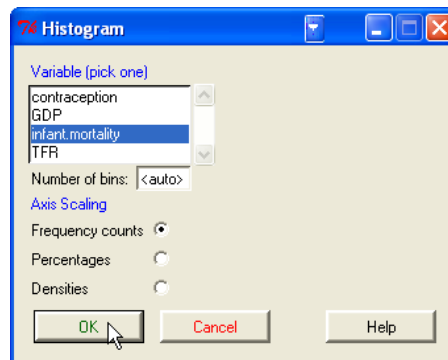 Histogram
Variable (pick one)
contraception
GDP
infant.mortality
TFR
Number of bins: <auto>
Axis Scaling
Frequency counts
Percentages
Densities
OK Cancel Help